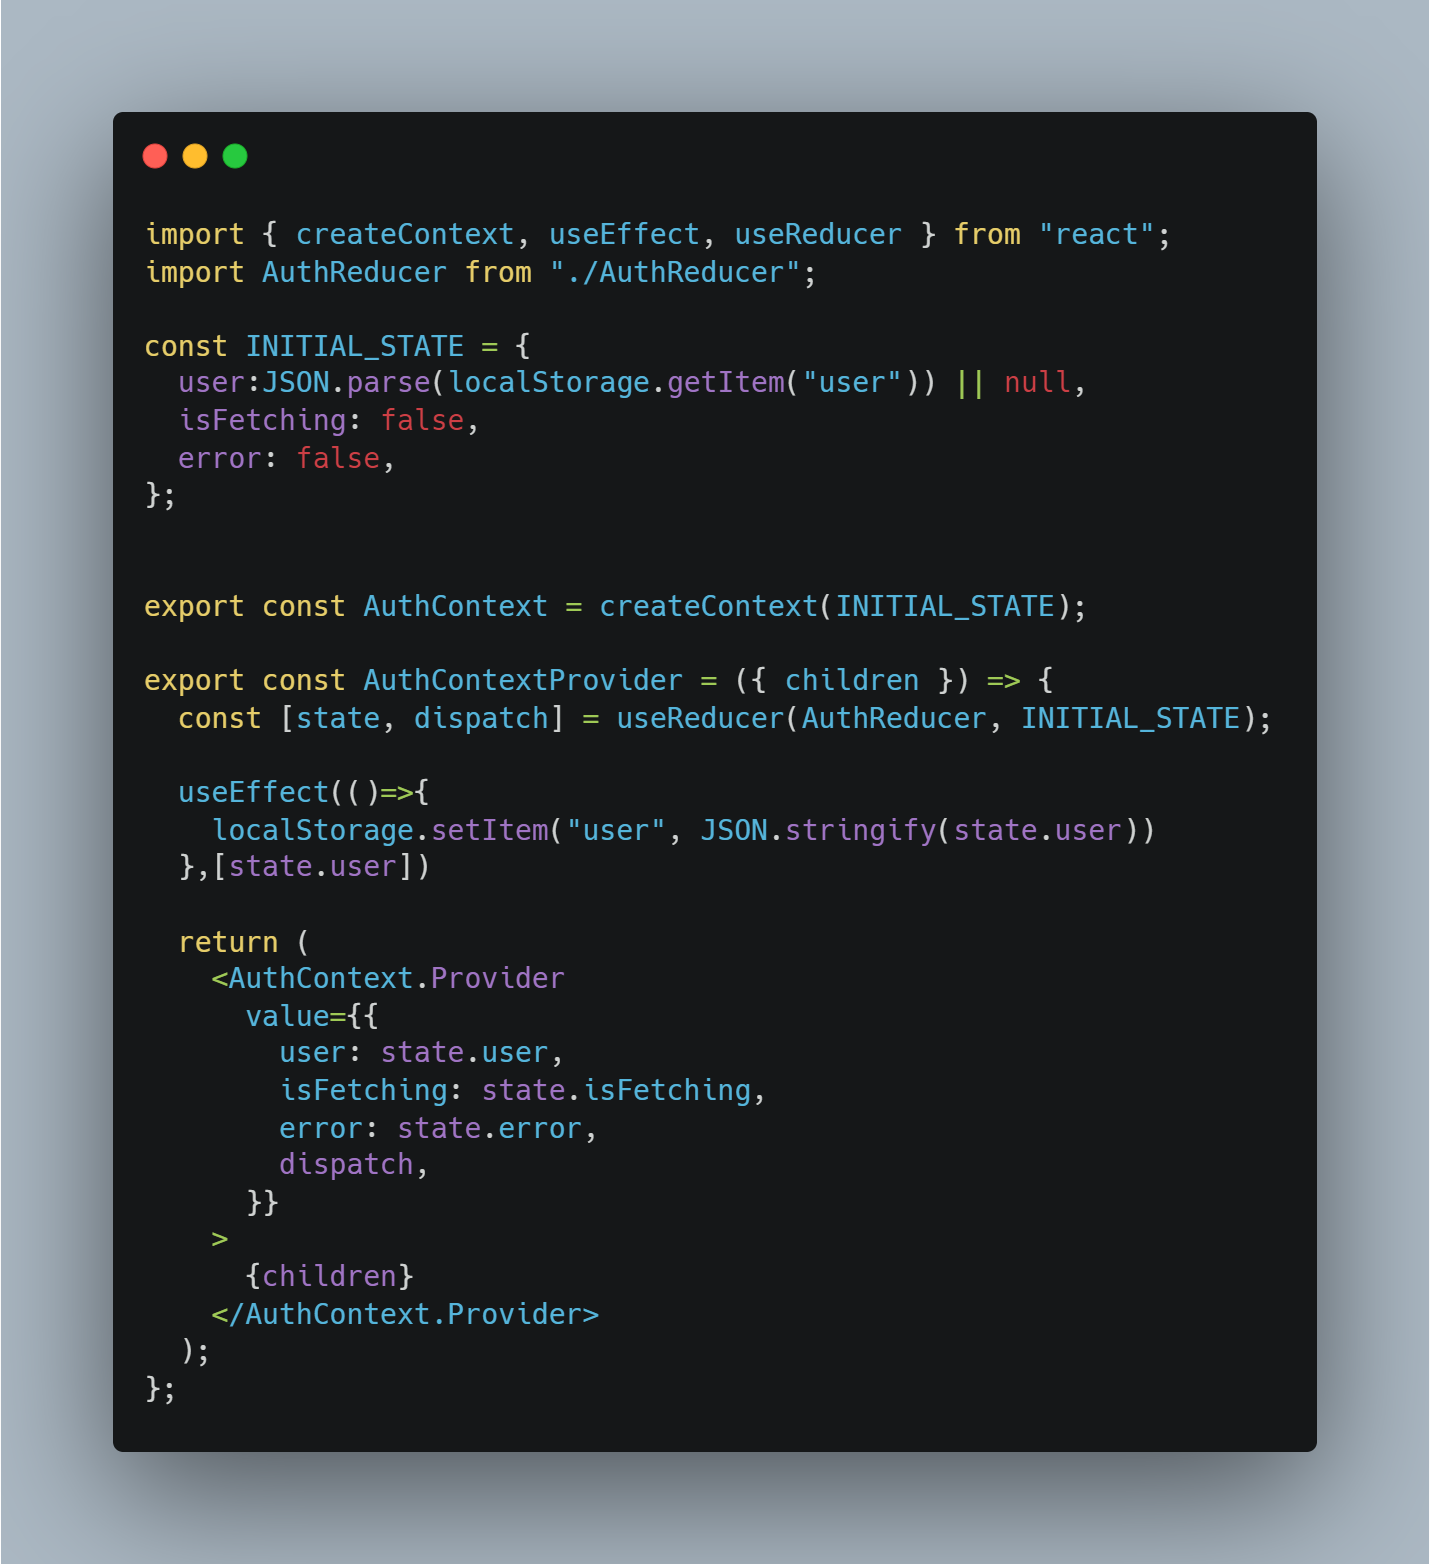 import { createContext, useEffect, useReducer } from "react";
import AuthReducer from "./AuthReducer";

const INITIAL_STATE = {
  user:JSON.parse(localStorage.getItem("user")) || null,
  isFetching: false,
  error: false,
};


export const AuthContext = createContext(INITIAL_STATE);

export const AuthContextProvider = ({ children }) => {
  const [state, dispatch] = useReducer(AuthReducer, INITIAL_STATE);

  useEffect(()=>{
    localStorage.setItem("user", JSON.stringify(state.user))
  },[state.user])

  return (
    <AuthContext.Provider
      value={{
        user: state.user,
        isFetching: state.isFetching,
        error: state.error,
        dispatch,
      }}
    >
      {children}
    </AuthContext.Provider>
  );
};